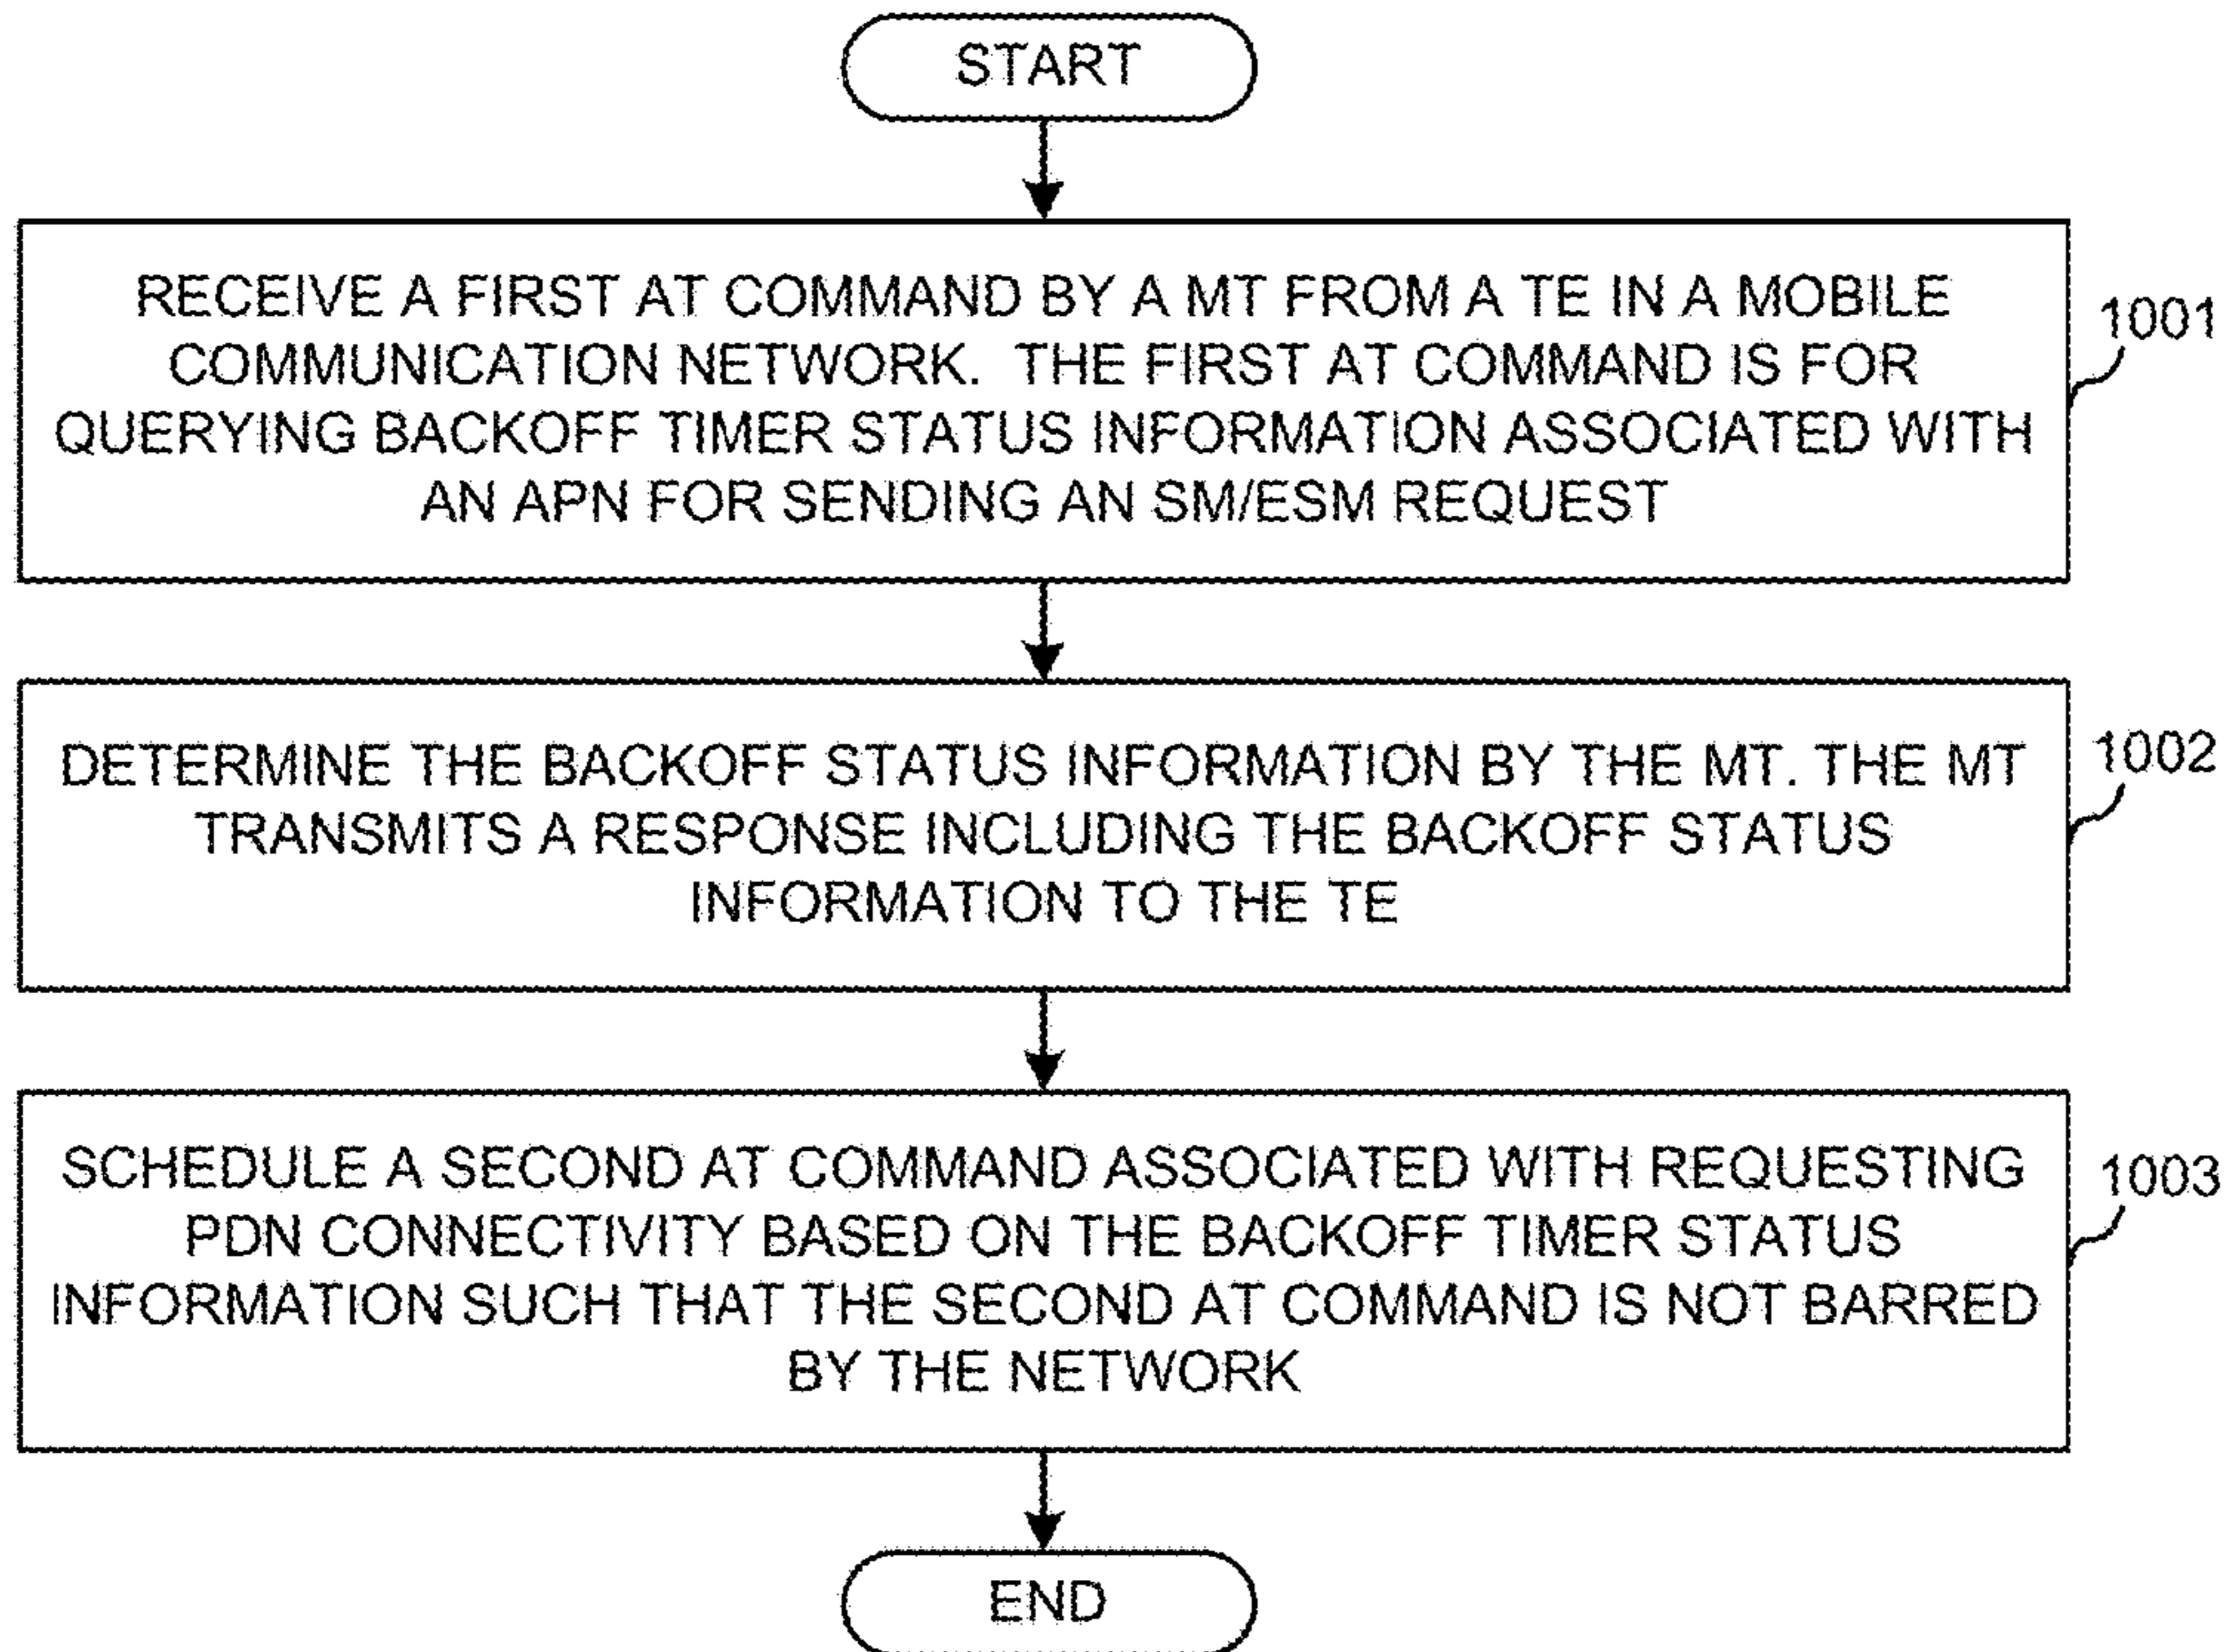 START
RECEIVE A FIRST AT COMMAND BY A MT FROM A TE IN A MOBILE
COMMUNICATION NETWORK. THE FIRST AT COMMAND IS FOR
QUERYING BACKOFF TIMER STATUS INFORMATION ASSOCIATED WITH
AN APN FOR SENDING AN SM/ESM REQUEST
1001
DETERMINE THE BACKOFF STATUS INFORMATION BY THE MT. THE MT
TRANSMITS A RESPONSE INCLUDING THE BACKOFF STATUS
INFORMATION TO THE TE
1002
SCHEDULE A SECOND AT COMMAND ASSOCIATED WITH REQUESTING
PDN CONNECTIVITY BASED ON THE BACKOFF TIMER STATUS
INFORMATION SUCH THAT THE SECOND AT COMMAND IS NOT BARRED
BY THE NETWORK
1003
END